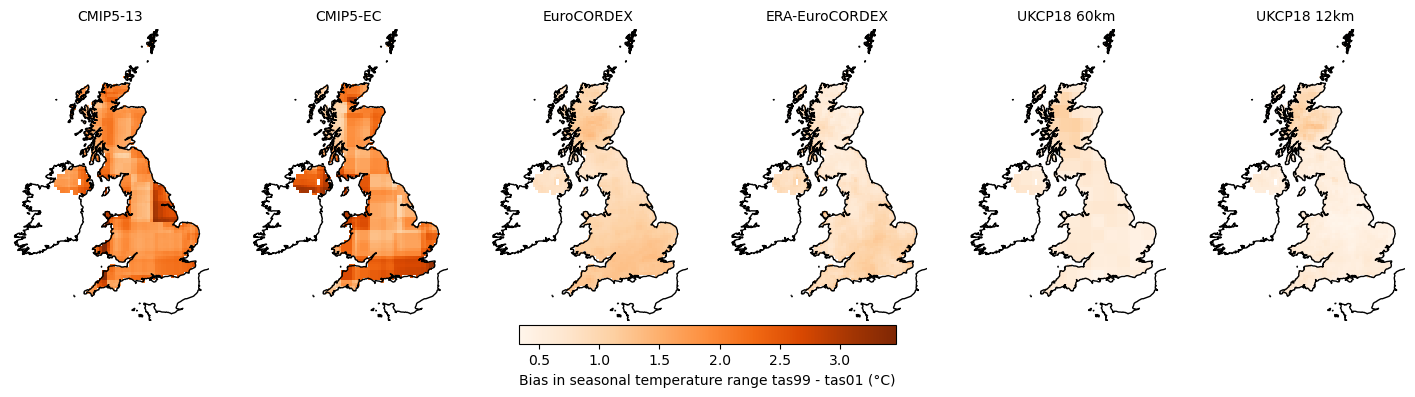 CMIP5-13
CMIP5-EC
EuroCORDEX
ERA-EuroCORDEX
UKCP18 60km
UKCP18 12km
0.5 1.0 1.5 2.0 2.5 3.0
Bias in seasonal temperature range tas99 - tas01 (°C)